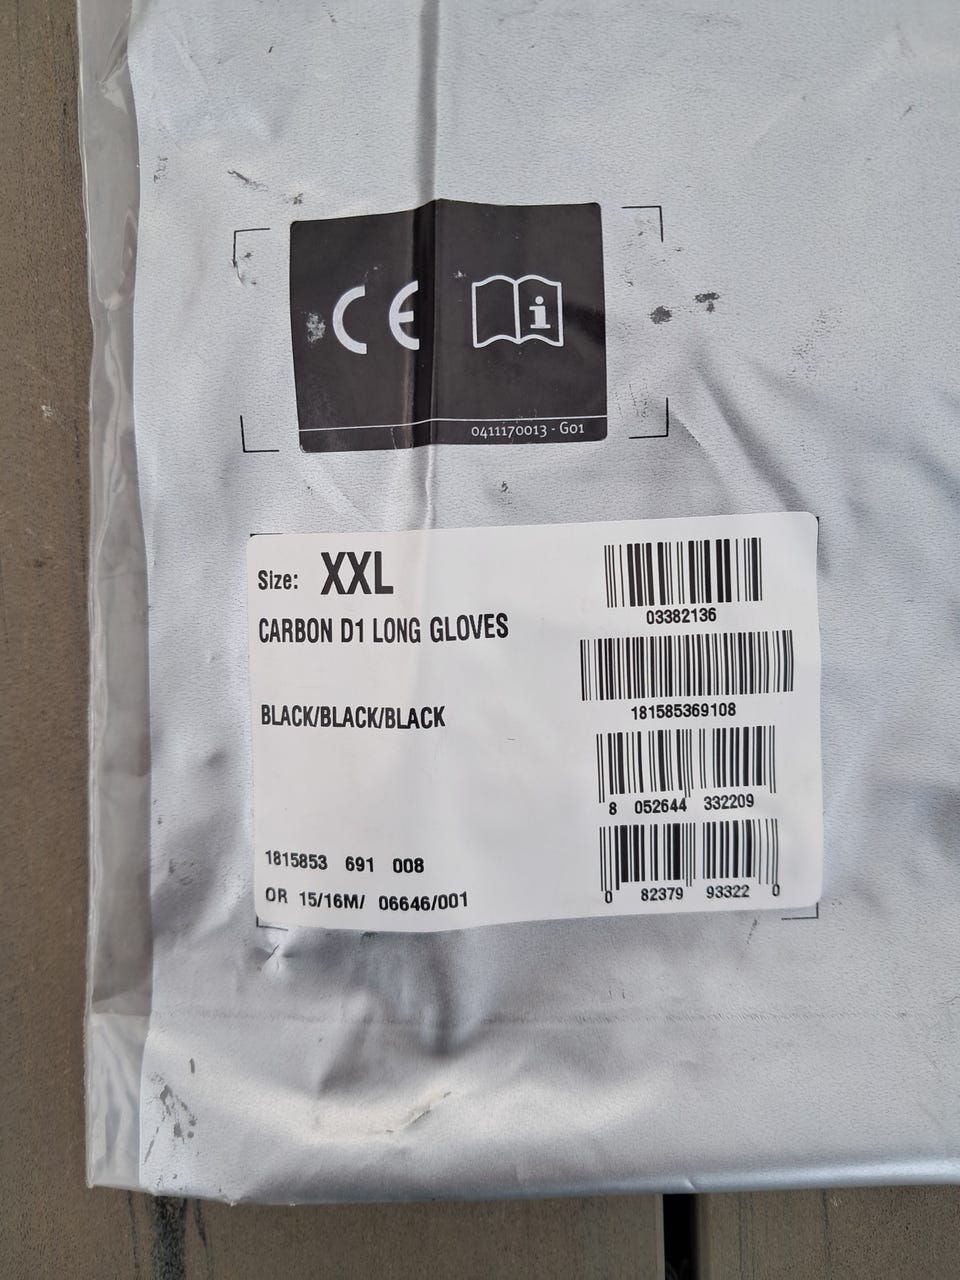 CE
i
0411170013 - G01
Size: XXL
CARBON D1 LONG GLOVES
BLACK/BLACK/BLACK
1815853 691 008
OR 15/16M/ 06646/001
03382136
181585369108
8 052644 332209
0 82379 93322 0